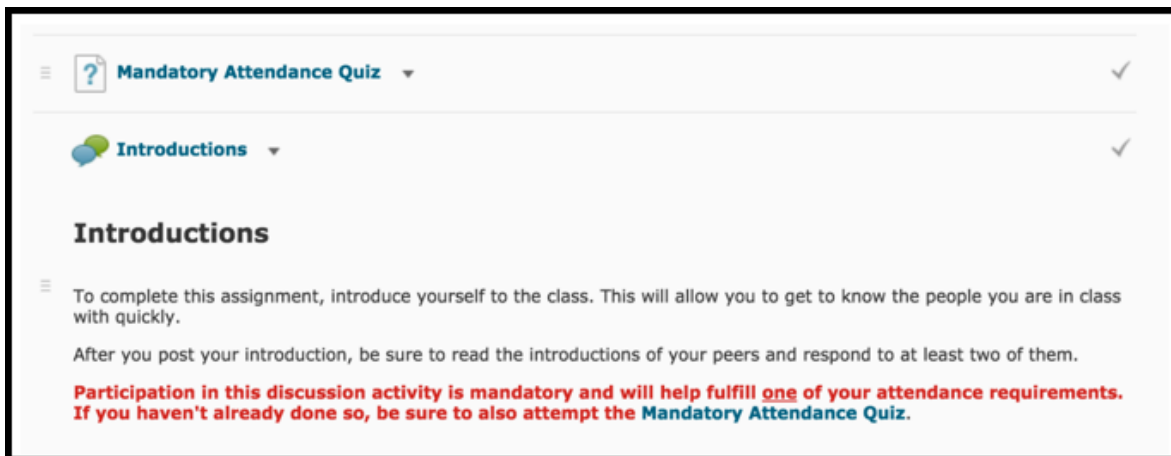 Mandatory Attendance Quiz
Introductions
Introductions
To complete this assignment, introduce yourself to the class. This will allow you to get to know the people you are in class
with quickly.
After you post your introduction, be sure to read the introductions of your peers and respond to at least two of them.
Participation in this discussion activity is mandatory and will help fulfill one of your attendance requirements.
If you haven't already done so, be sure to also attempt the Mandatory Attendance Quiz.